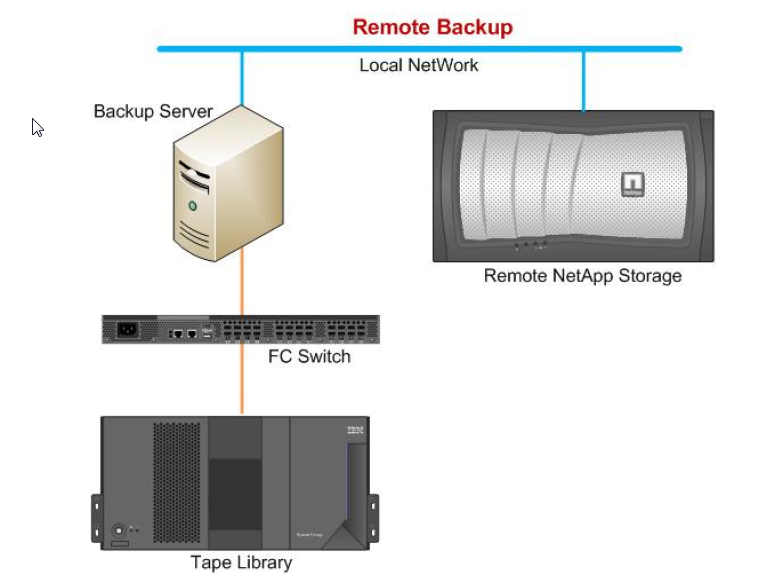 Remote Backup
Local NetWork
Backup Server
Remote NetApp Storage
FC Switch
IBM
Tape Library